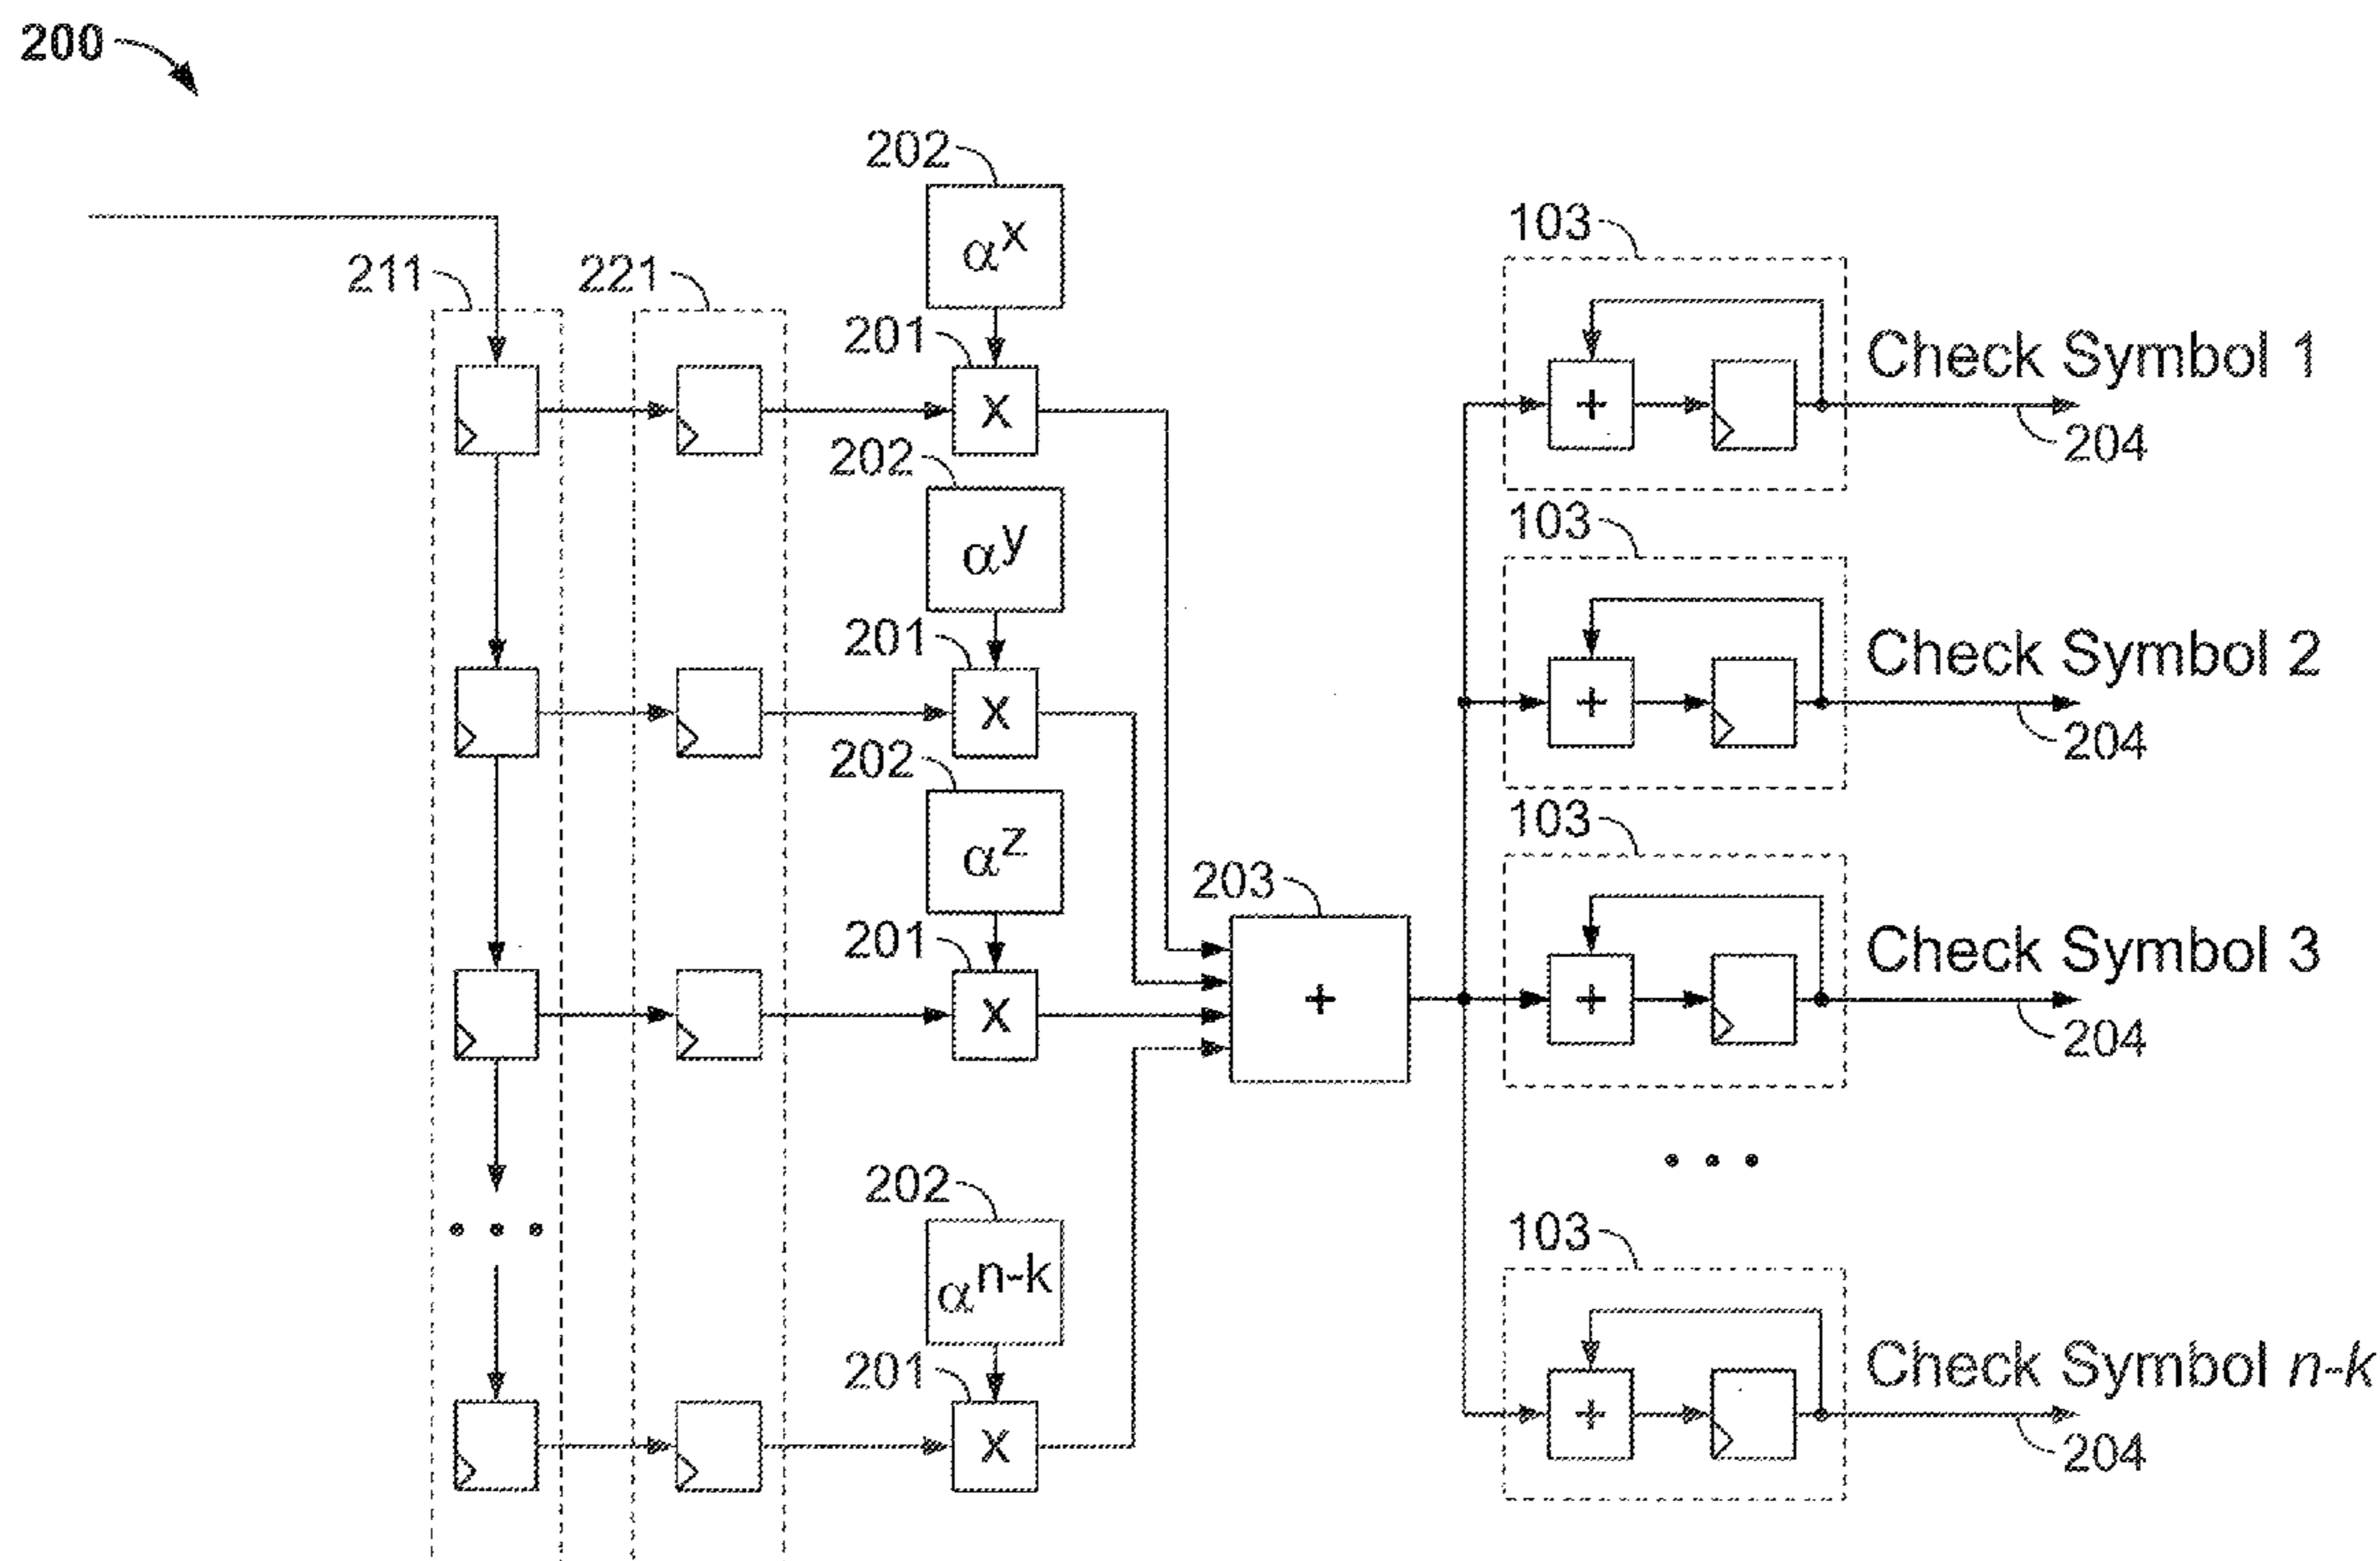 200
202
α^x
103
211
221
201
x
+
Check Symbol 1
204
202
α^y
103
201
x
+
Check Symbol 2
204
202
α^z
103
203
201
x
+
+
Check Symbol 3
204
• • •
• • •
202
α^n-k
103
201
x
+
Check Symbol n-k
204